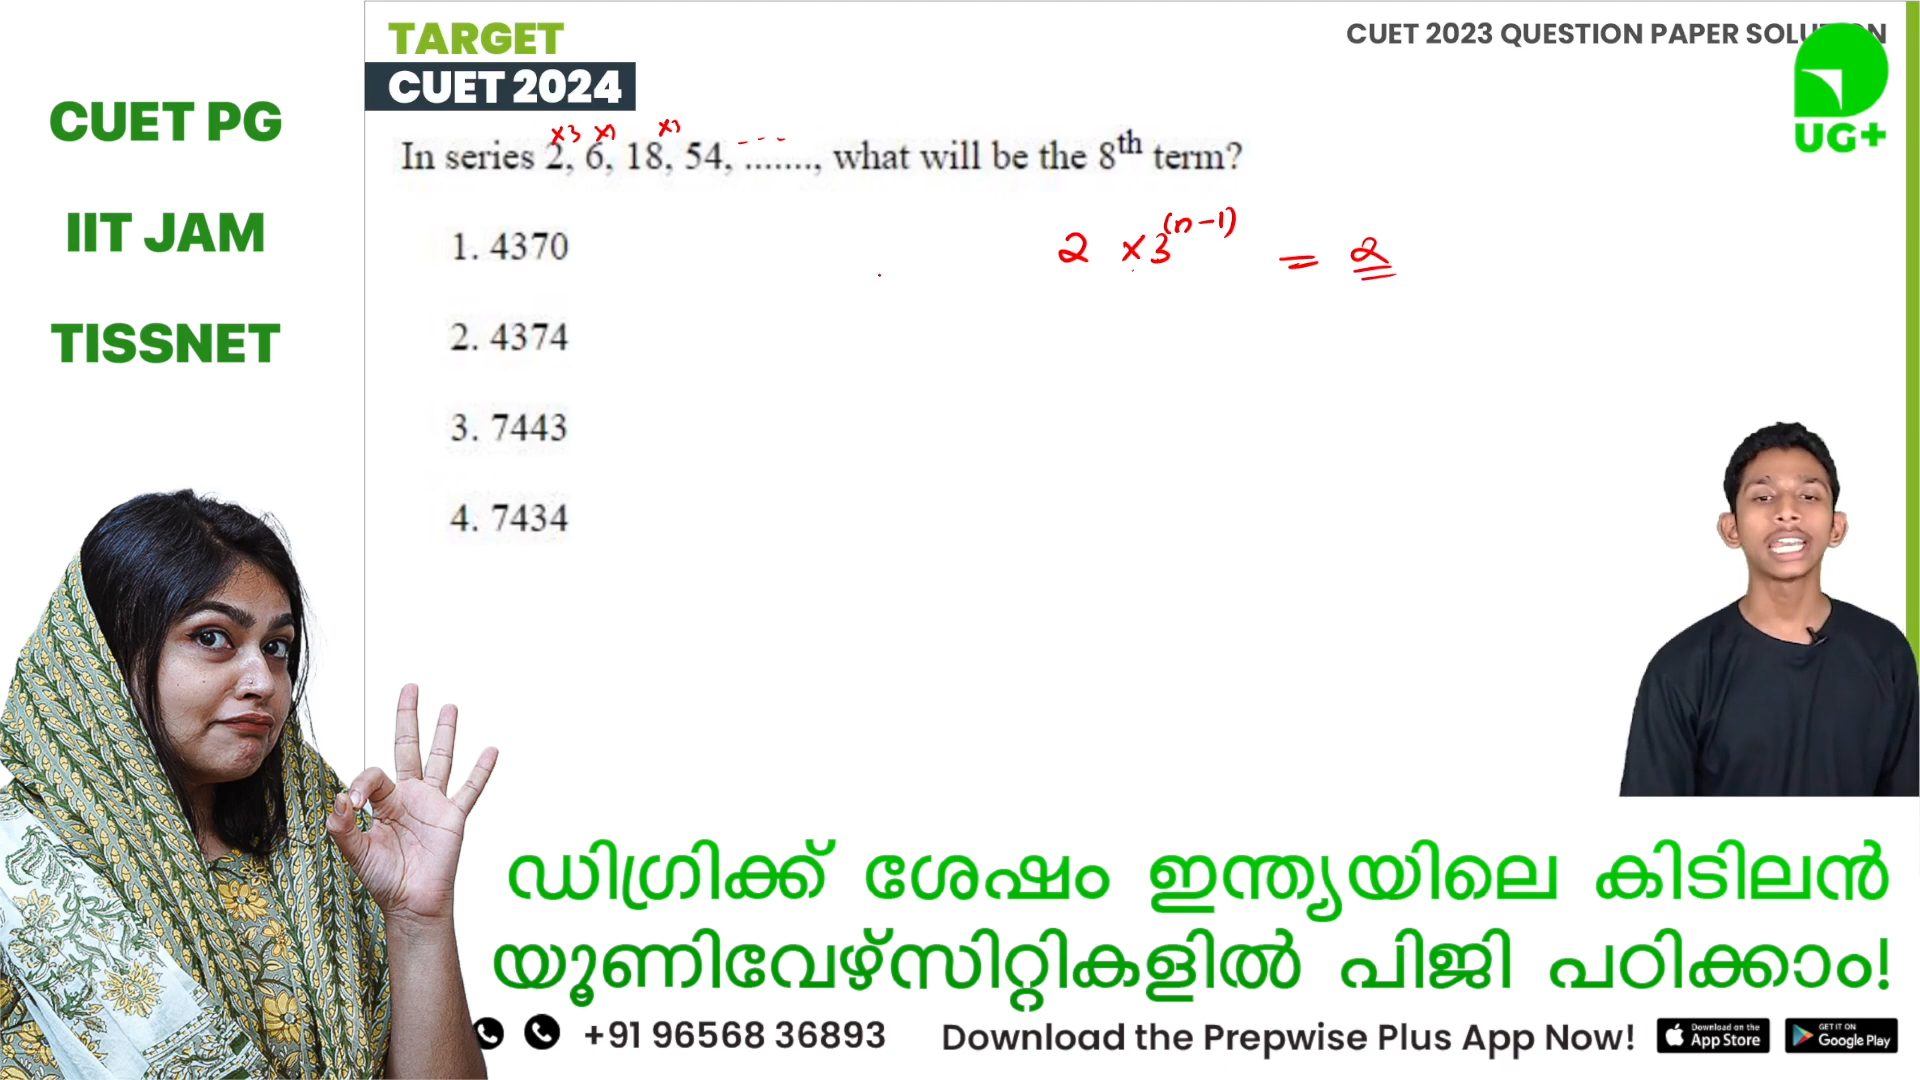 TARGET
CUET 2024
CUET 2023 QUESTION PAPER SOLU N
UG+
CUET PG
IIT JAM
TISSNET
×3 ×3 ×3
In series 2, 6, 18, 54, ......., what will be the 8th term?
2 ×3(n-1) = 2
1. 4370
2. 4374
3. 7443
4. 7434
ഡിഗ്രിക്ക് ശേഷം ഇന്ത്യയിലെ കിടിലൻ
യൂണിവേഴ്സിറ്റികളിൽ പിജി പഠിക്കാം!
+91 96568 36893
Download the Prepwise Plus App Now!
Download on the
App Store
GET IT ON
Google Play